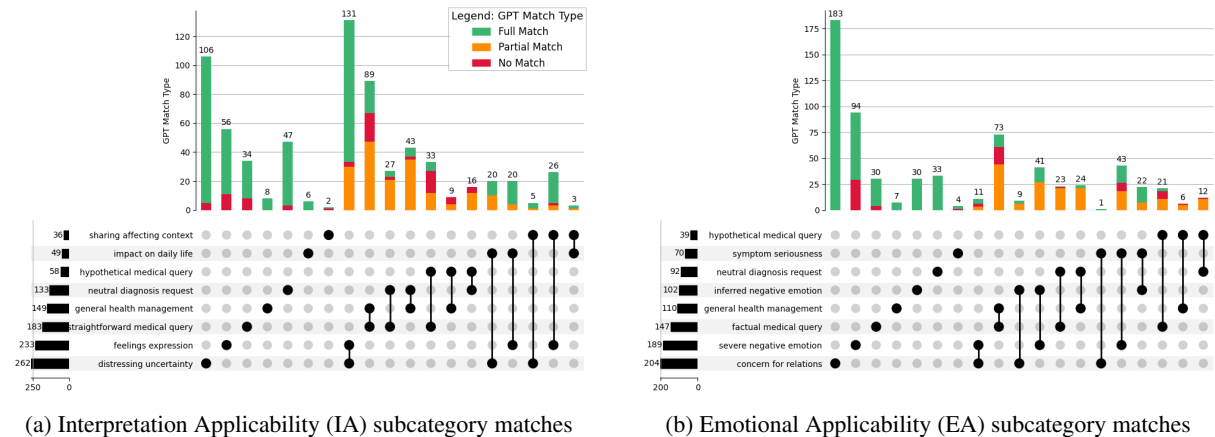 Legend: GPT Match Type
Full Match
Partial Match
No Match
GPT Match Type
120
100
80
60
40
20
0
106
56
34
8
47
6
2
131
89
27
43
33
9
16
20
20
5
26
3
36 sharing affecting context
49 impact on daily life
58 hypothetical medical query
133 neutral diagnosis request
149 general health management
183 straightforward medical query
233 feelings expression
262 distressing uncertainty
250 0
(a) Interpretation Applicability (IA) subcategory matches
GPT Match Type
175
150
125
100
75
50
25
0
183
94
30
7
30
33
4
11
73
9
41
23
24
1
43
22
21
6
12
39 hypothetical medical query
70 symptom seriousness
92 neutral diagnosis request
102 inferred negative emotion
110 general health management
147 factual medical query
189 severe negative emotion
204 concern for relations
200 0
(b) Emotional Applicability (EA) subcategory matches